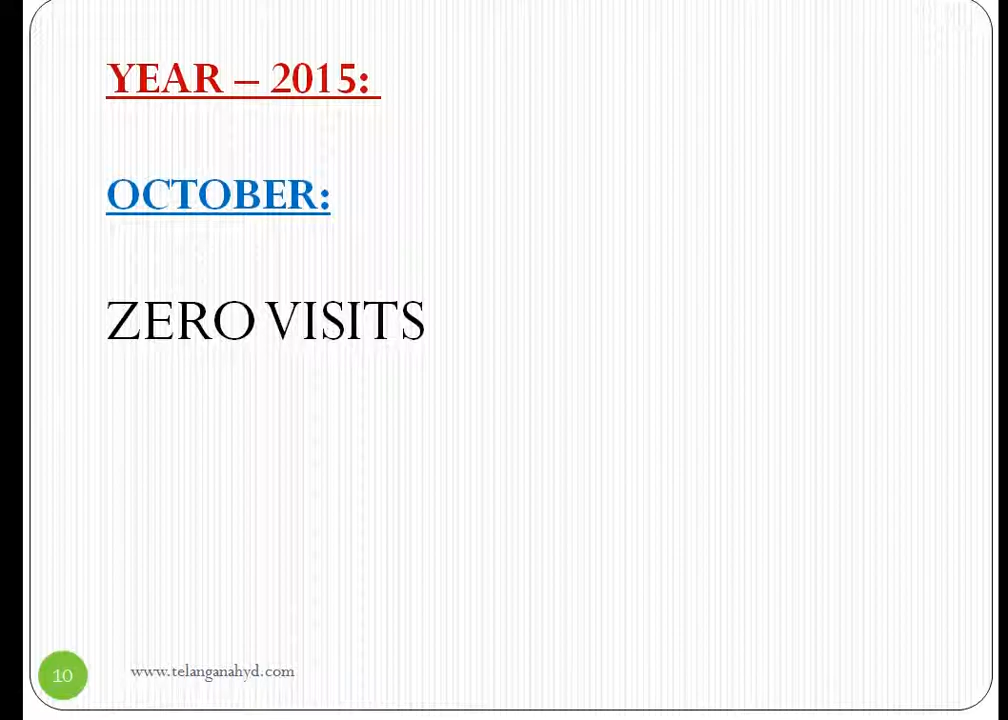 YEAR – 2015:
OCTOBER:
ZERO VISITS
10
www.telanganahyd.com